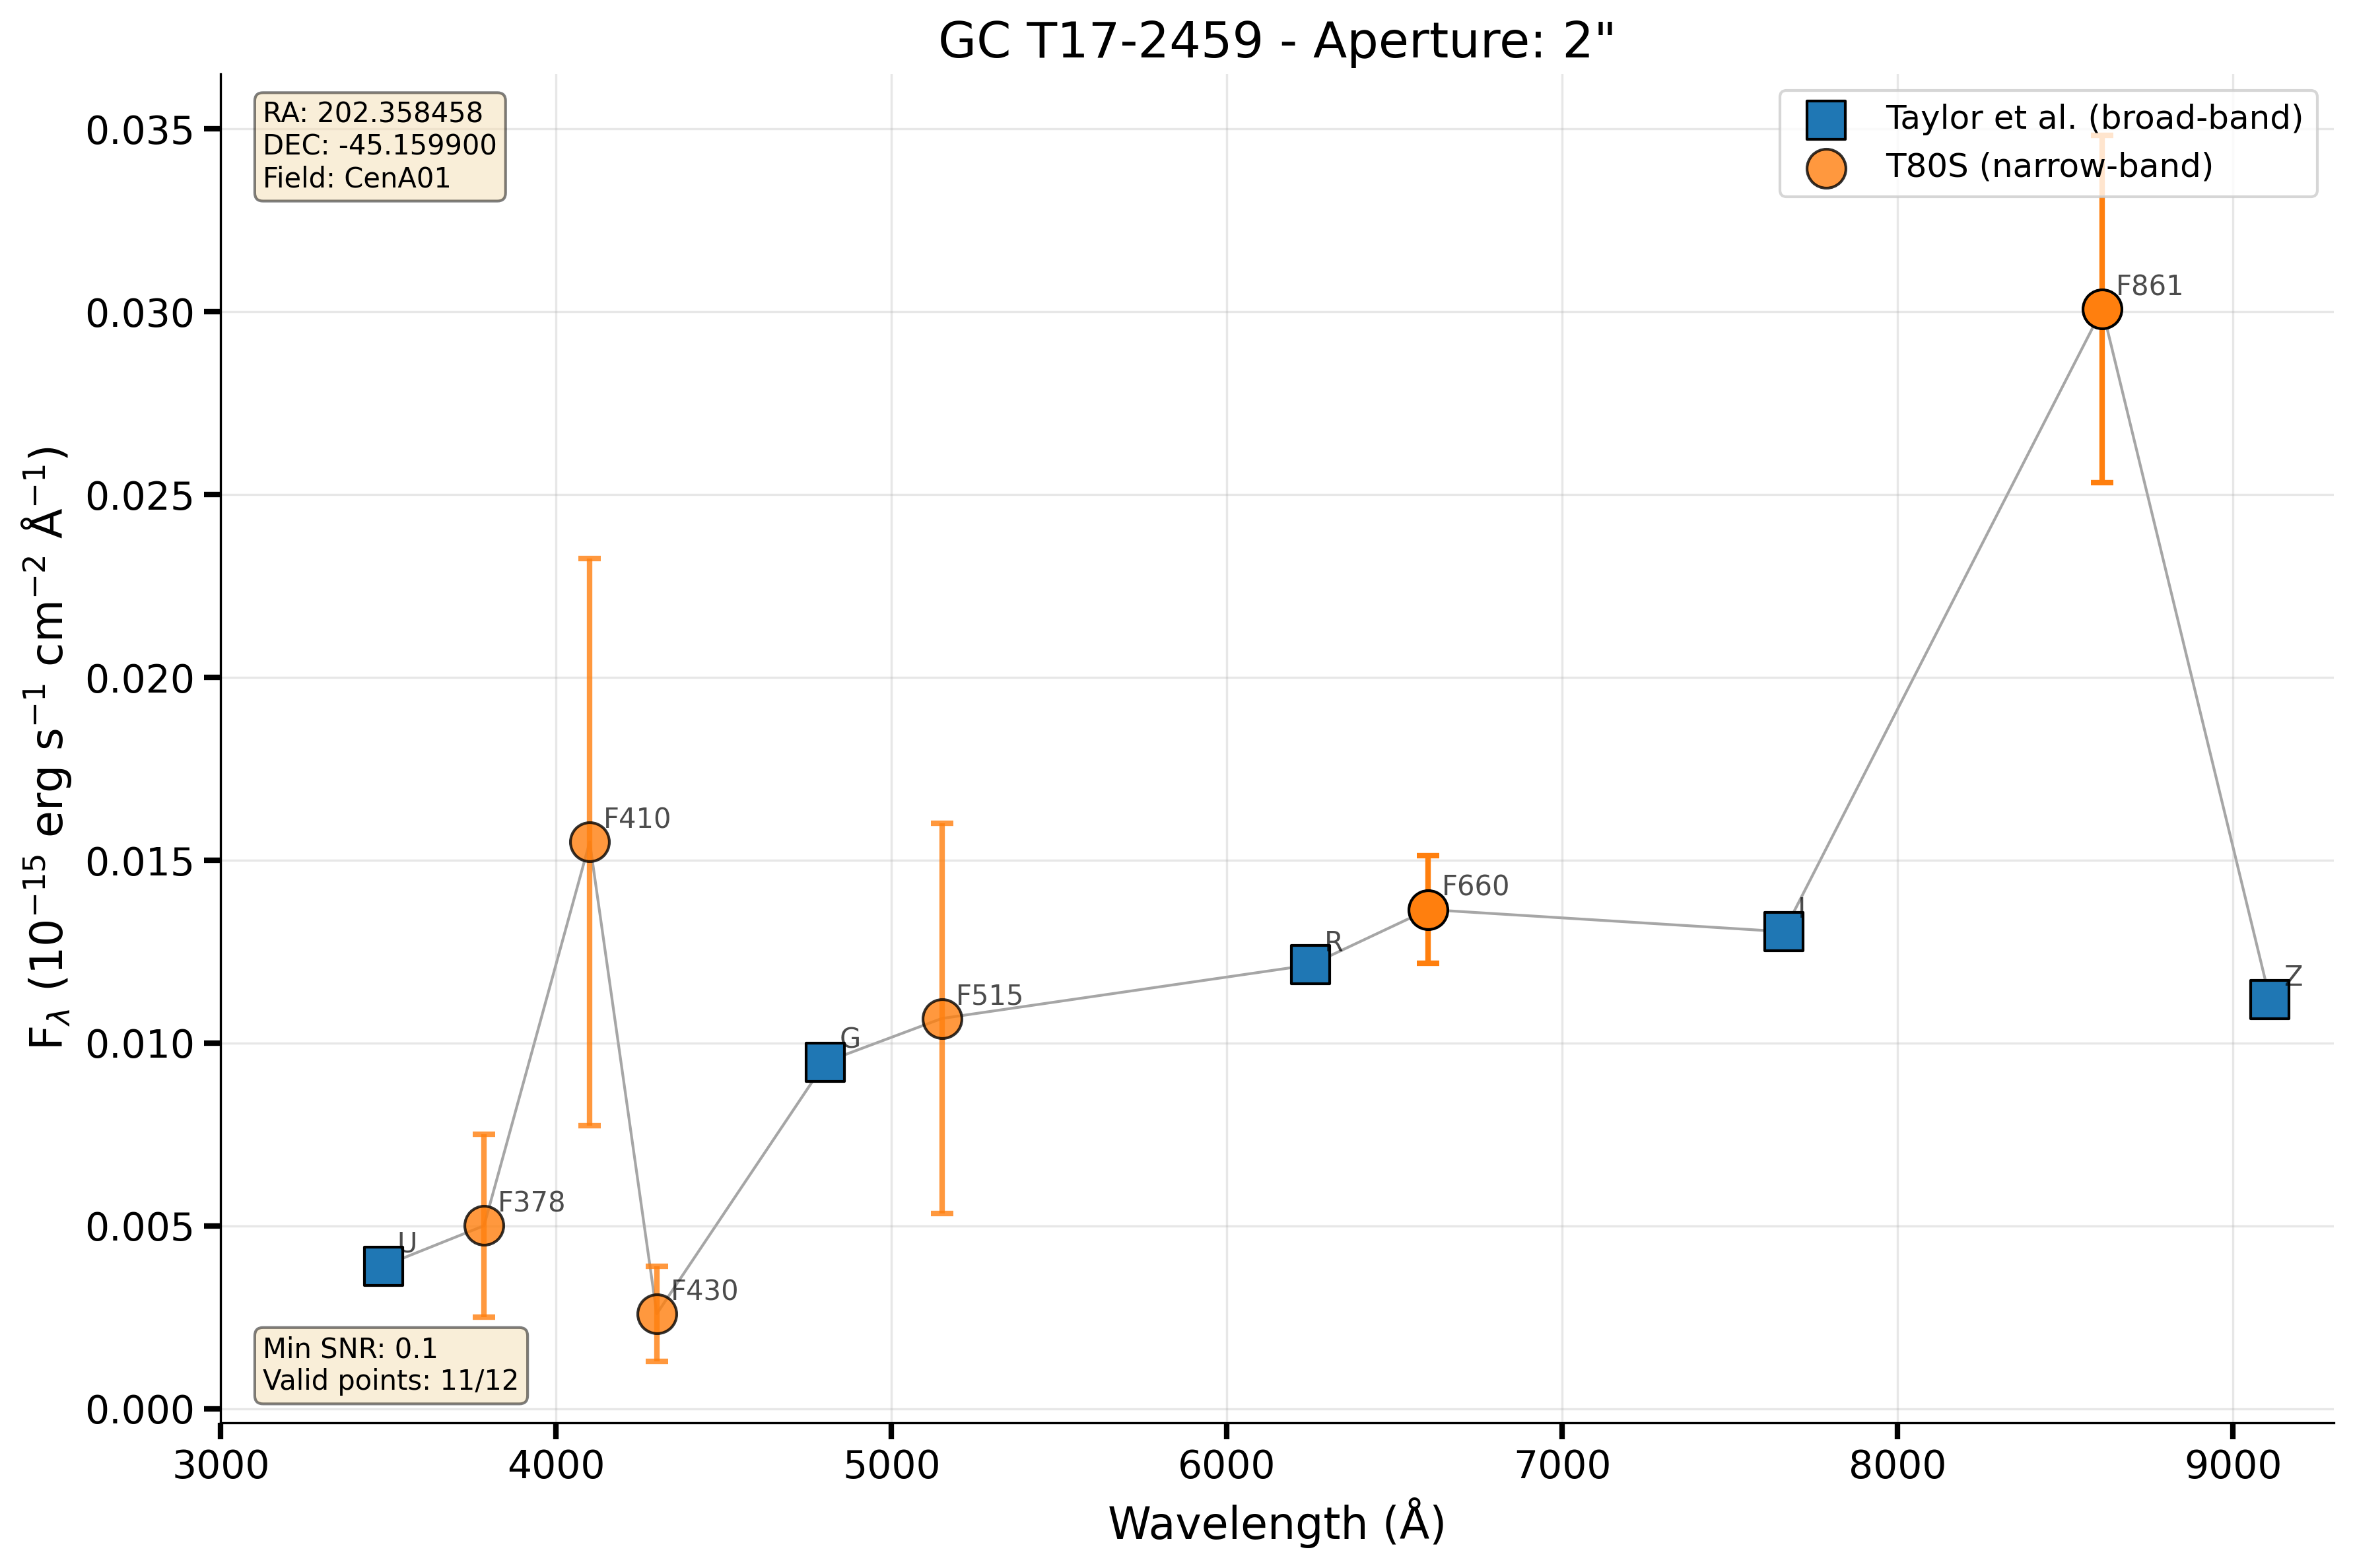 GC T17-2459 - Aperture: 2"
RA: 202.358458
DEC: -45.159900
Field: CenA01
Taylor et al. (broad-band)
T80S (narrow-band)
F861
F410
F660
I
R
Z
F515
G
F378
U
F430
Min SNR: 0.1
Valid points: 11/12
0.035
0.030
0.025
0.020
0.015
0.010
0.005
0.000
3000 4000 5000 6000 7000 8000 9000
Wavelength (Å)
Fλ (10⁻¹⁵ erg s⁻¹ cm⁻² Å⁻¹)